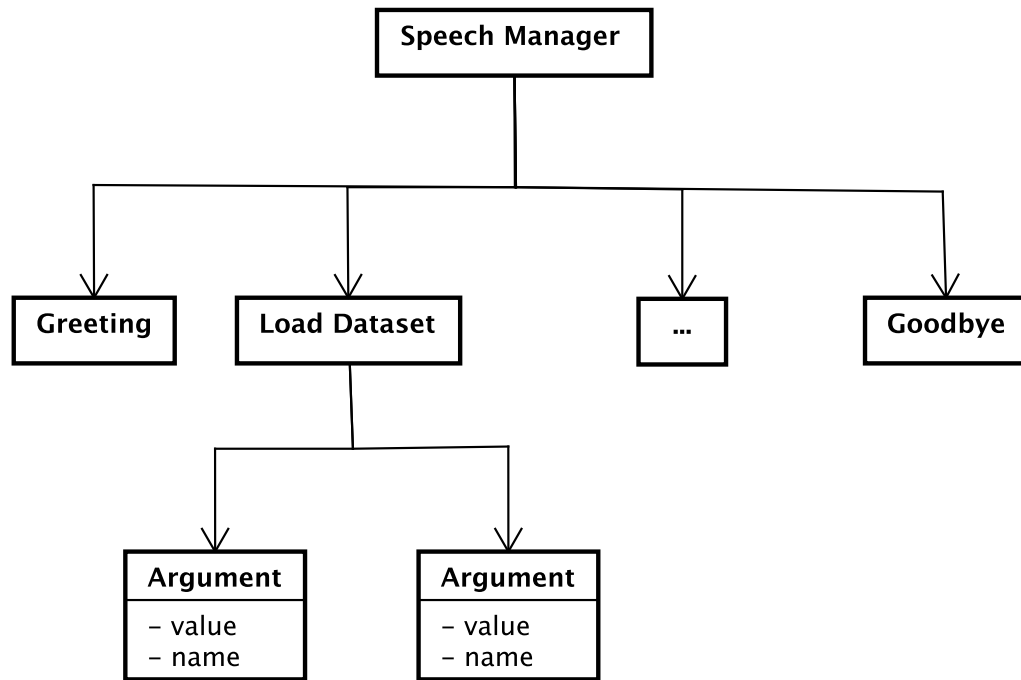 Speech Manager
Greeting
Load Dataset
...
Goodbye
Argument
– value
– name
Argument
– value
– name